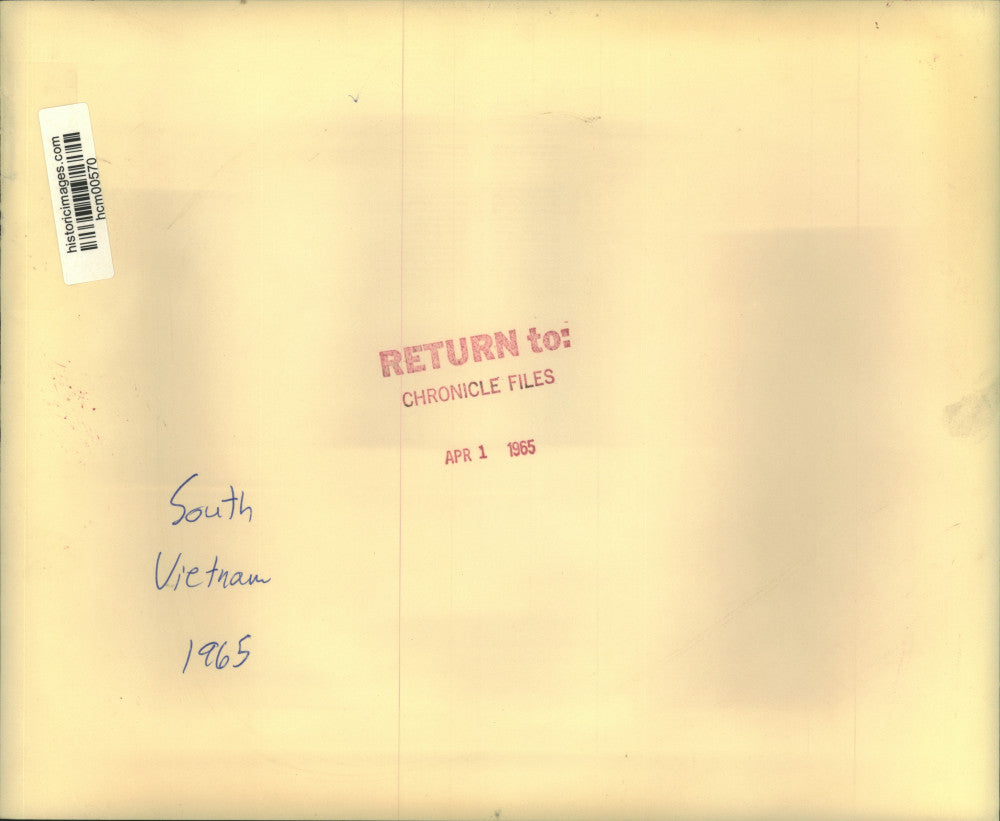 historicimages.com
hcm00570
RETURN to:
CHRONICLE FILES
APR 1 1965
South
Vietnam
1965